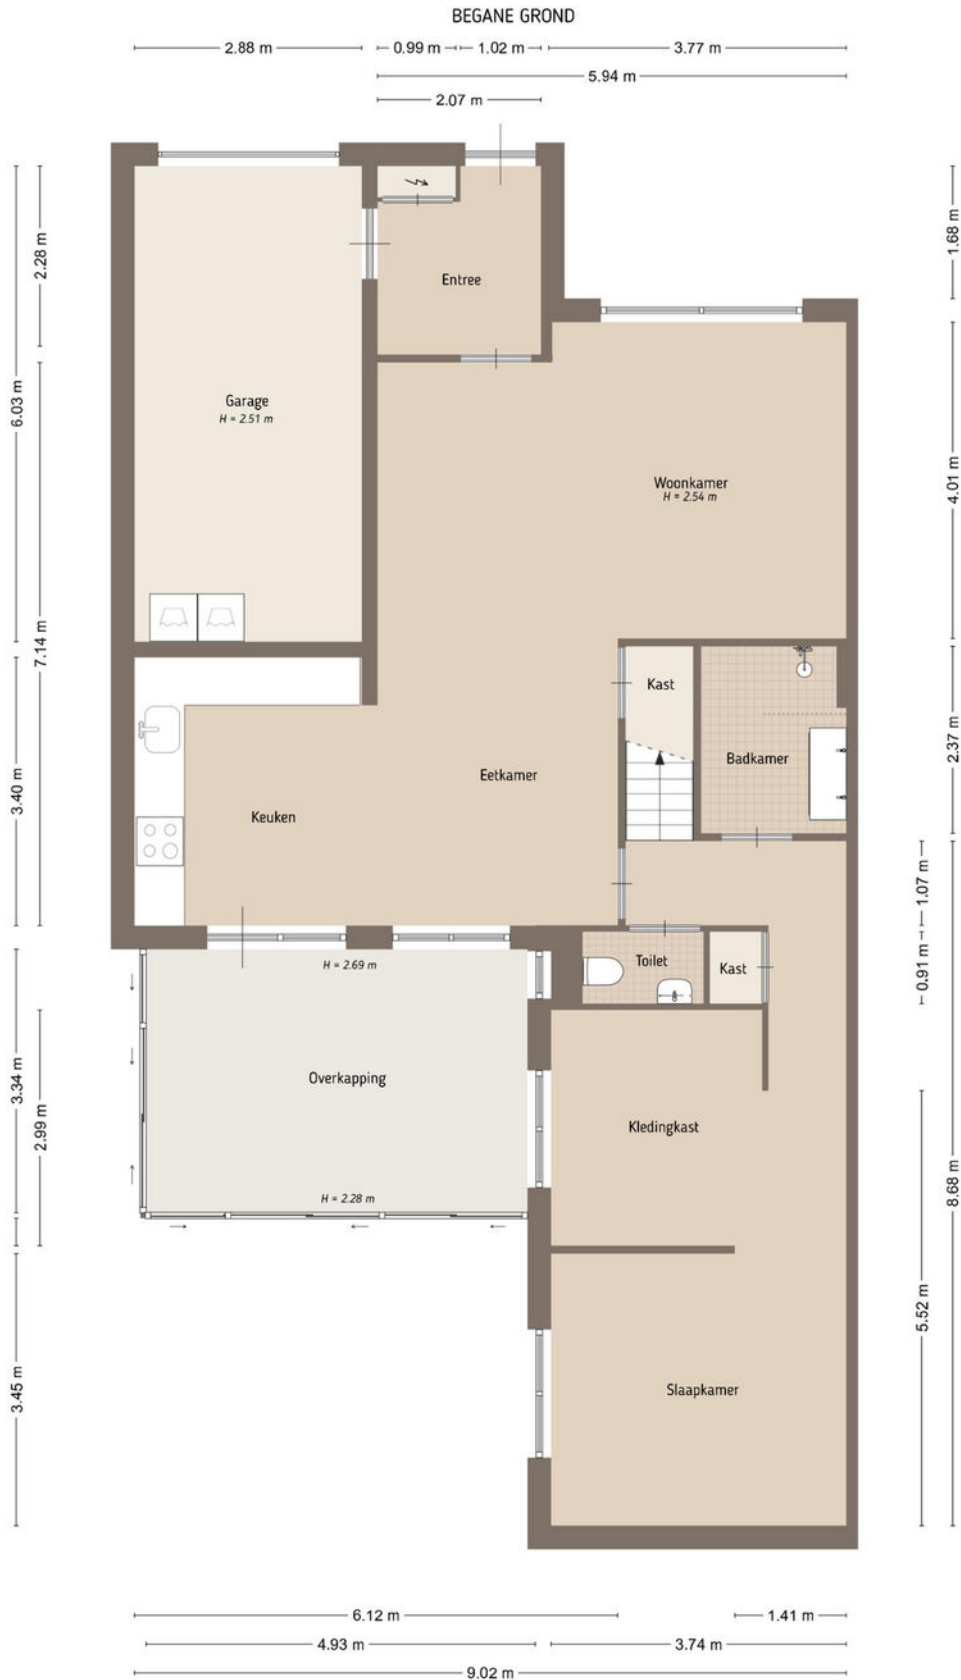 BEGANE GROND
2.88 m
0.99 m
1.02 m
3.77 m
5.94 m
2.07 m
2.28 m
1.68 m
Entree
6.03 m
Garage
H = 2.51 m
4.01 m
Woonkamer
H = 2.54 m
7.14 m
Kast
2.37 m
Badkamer
Eetkamer
3.40 m
Keuken
1.07 m
H = 2.69 m
Toilet
Kast
0.91 m
3.34 m
Overkapping
2.99 m
Kledingkast
8.68 m
H = 2.28 m
5.52 m
3.45 m
Slaapkamer
6.12 m
1.41 m
4.93 m
3.74 m
9.02 m